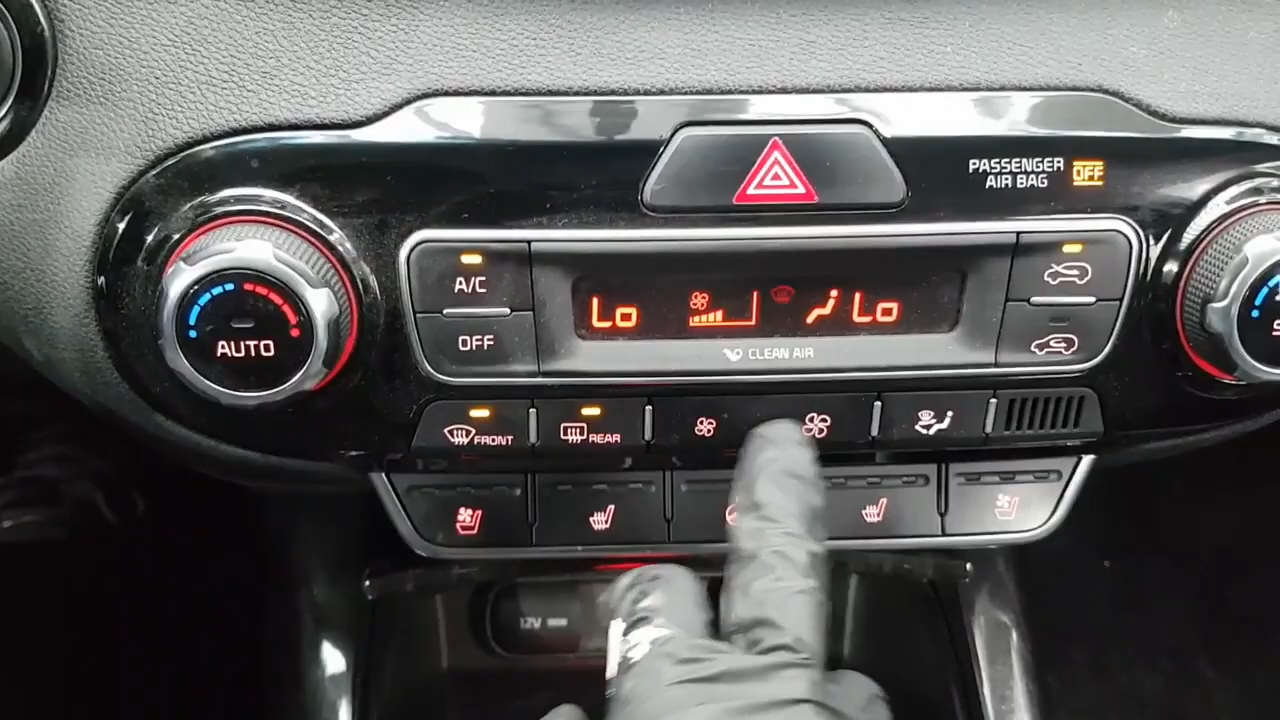 PASSENGER
AIR BAG OFF
A/C
Lo Lo
OFF
CLEAN AIR
AUTO
FRONT
REAR
12V